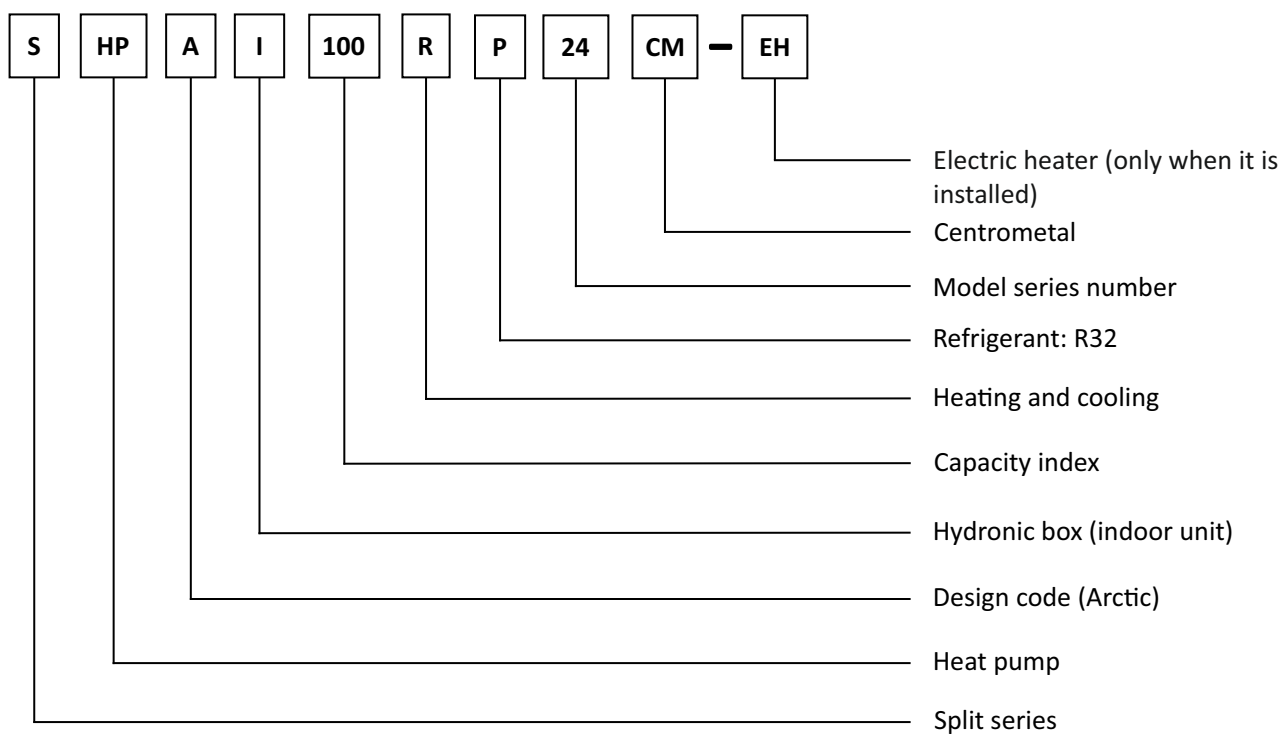 S HP A I 100 R P 24 CM – EH
Electric heater (only when it is
installed)
Centrometal
Model series number
Refrigerant: R32
Heating and cooling
Capacity index
Hydronic box (indoor unit)
Design code (Arctic)
Heat pump
Split series